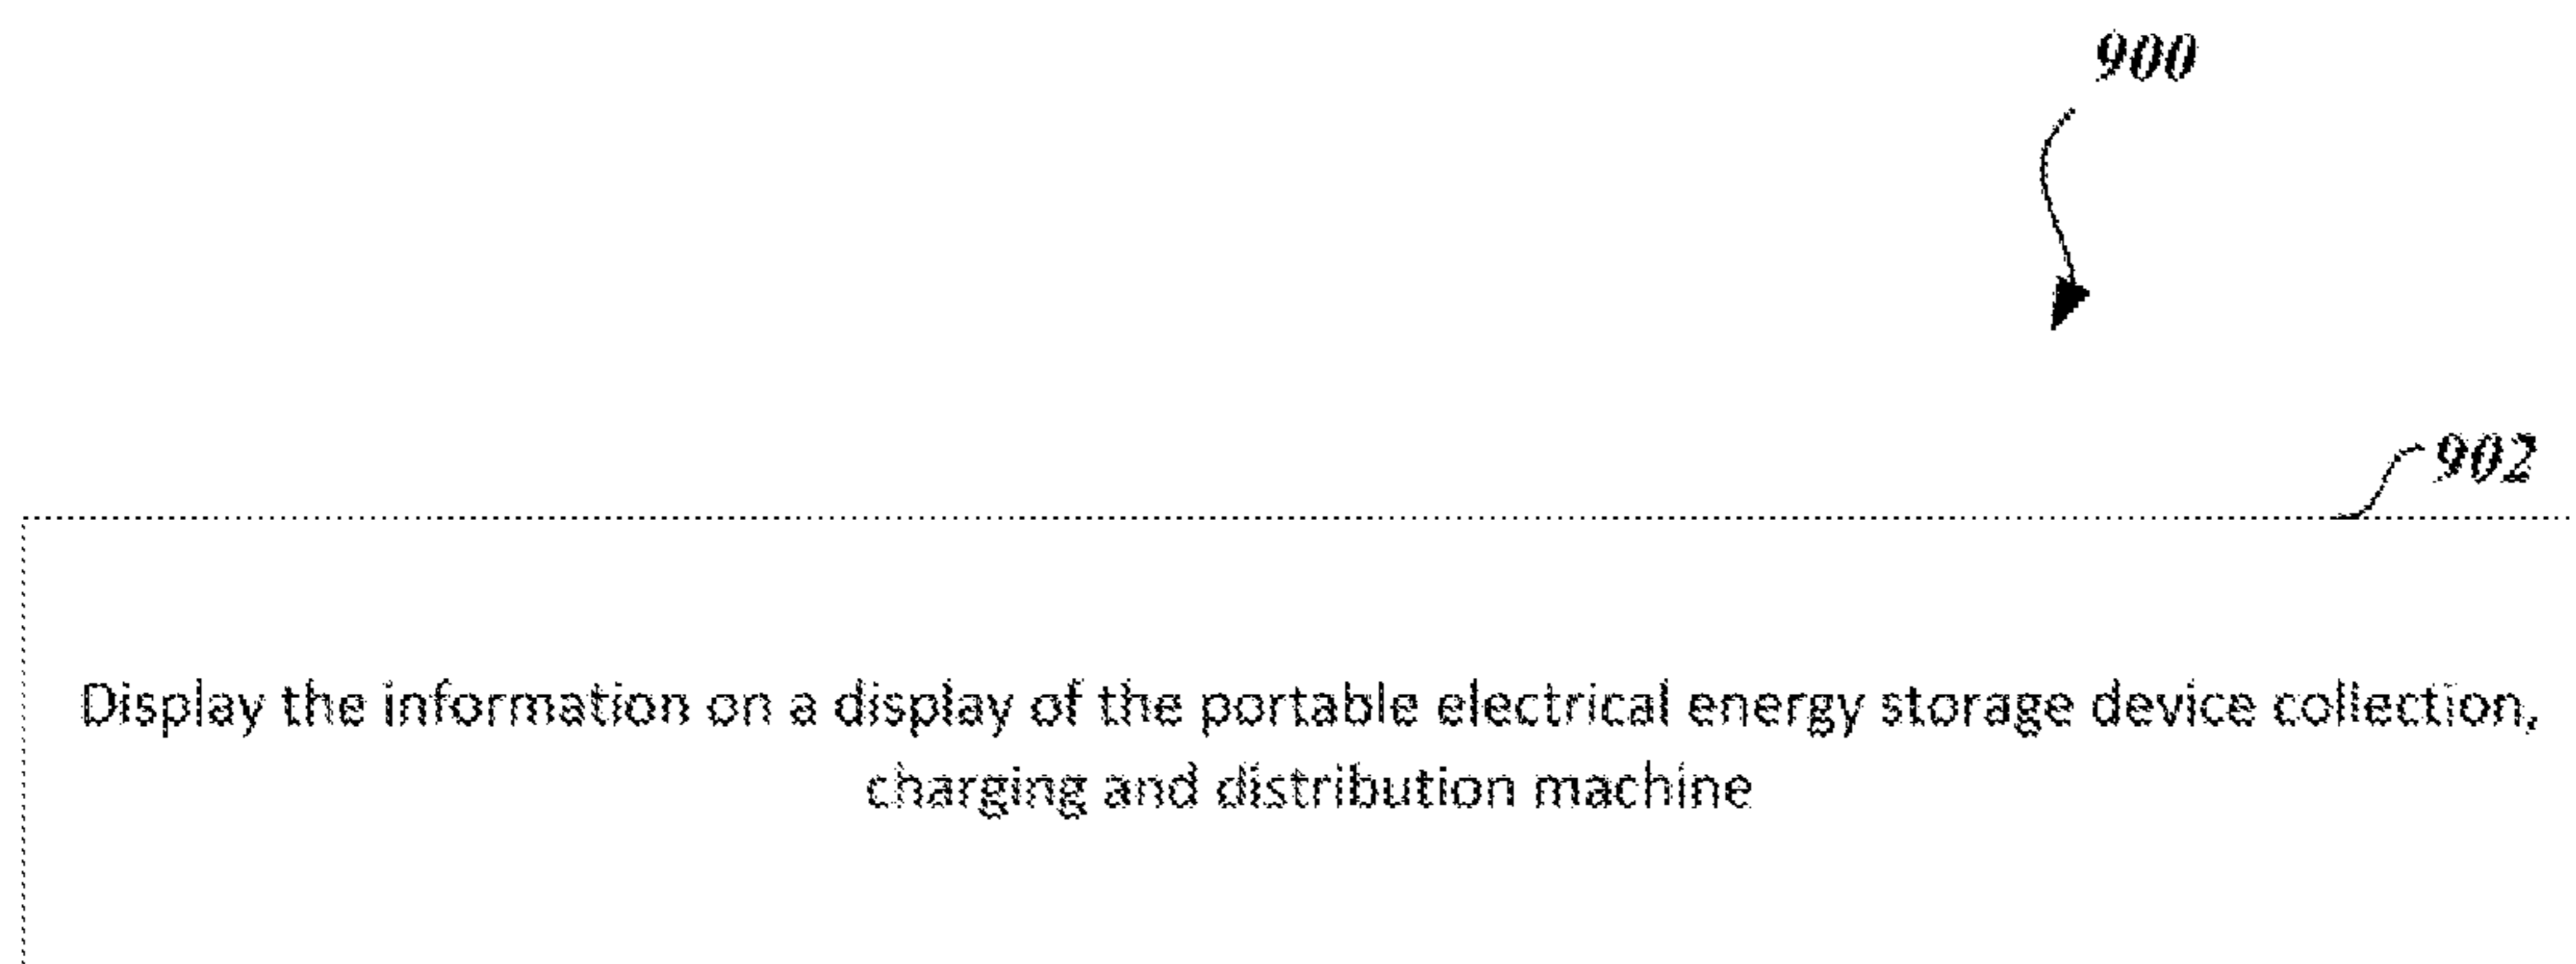 900
902
Display the information on a display of the portable electrical energy storage device collection,
charging and distribution machine